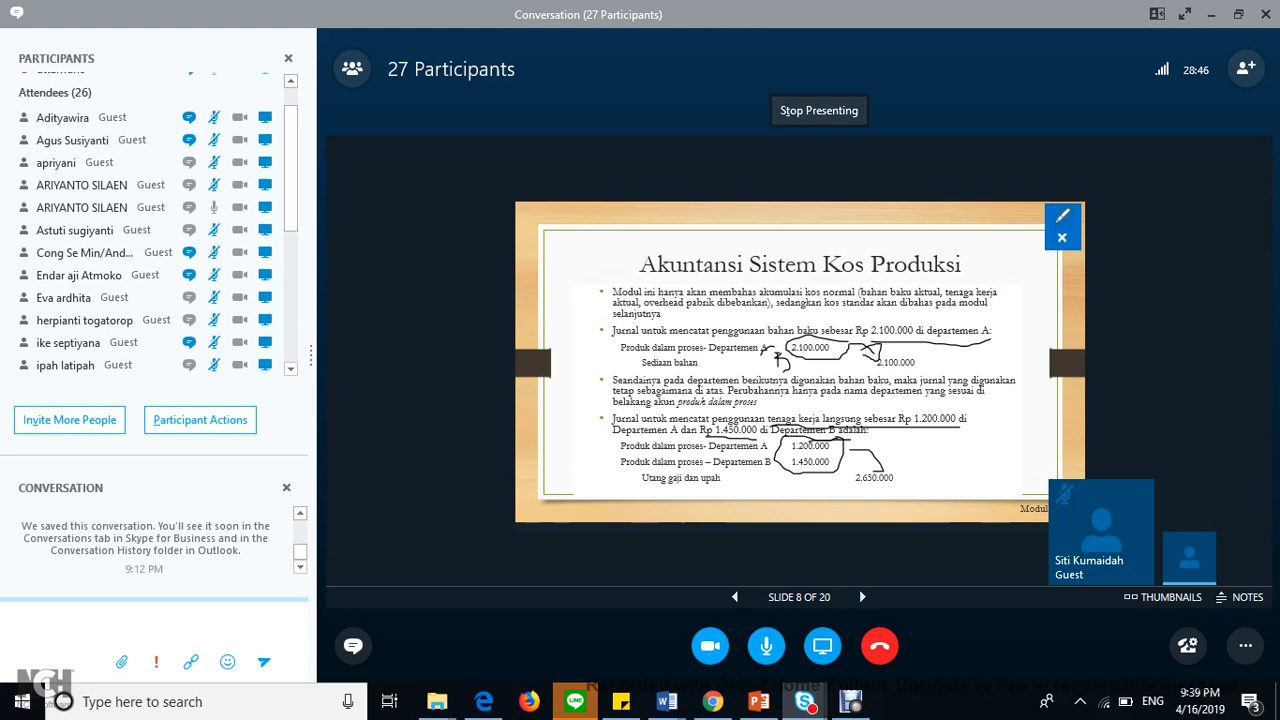 Conversation (27 Participants)
PARTICIPANTS
Attendees (26)
Adityawira Guest
Agus Susiyanti Guest
apriyani Guest
ARIYANTO SILAEN Guest
ARIYANTO SILAEN Guest
Astuti sugiyanti Guest
Cong Se Min/And... Guest
Endar aji Atmoko Guest
Eva ardhita Guest
herpianti togatorop Guest
ike septiyana Guest
ipah latipah Guest
Invite More People
Participant Actions
CONVERSATION
We saved this conversation. You'll see it soon in the
Conversations tab in Skype for Business and in the
Conversation History folder in Outlook.
9:12 PM
27 Participants
28:46
Stop Presenting
Akuntansi Sistem Kos Produksi
• Modul ini hanya akan membahas akumulasi kos normal (bahan baku aktual, tenaga kerja
aktual, overhead pabrik dibebankan), sedangkan kos standar akan dibahas pada modul
selanjutnya
• Jurnal untuk mencatat penggunaan bahan baku sebesar Rp 2.100.000 di departemen A:
Produk dalam proses- Departemen A 2.100.000
B
Sediaan bahan 2.100.000
• Seandainya pada departemen berikutnya digunakan bahan baku, maka jurnal yang digunakan
tetap sebagaimana di atas. Perubahannya hanya pada nama departemen yang sesuai di
belakang akun produk dalam proses
• Jurnal untuk mencatat penggunaan tenaga kerja langsung sebesar Rp 1.200.000 di
Departemen A dan Rp 1.450.000 di Departemen B adalah:
Produk dalam proses- Departemen A 1.200.000
Produk dalam proses – Departemen B 1.450.000
Utang gaji dan upah 2.650.000
Modul
Siti Kumaidah
Guest
SLIDE 8 OF 20
THUMBNAILS
NOTES
NCH
Type here to search
ENG
9:39 PM
4/16/2019
3